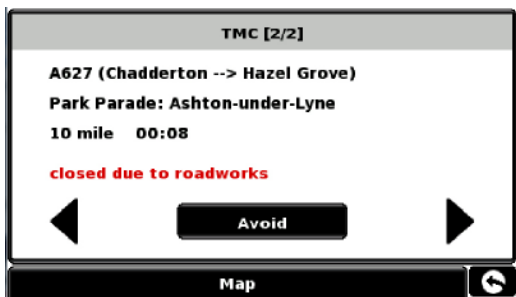 TMC [2/2]
A627 (Chadderton --> Hazel Grove)
Park Parade: Ashton-under-Lyne
10 mile 00:08
closed due to roadworks
Avoid
Map